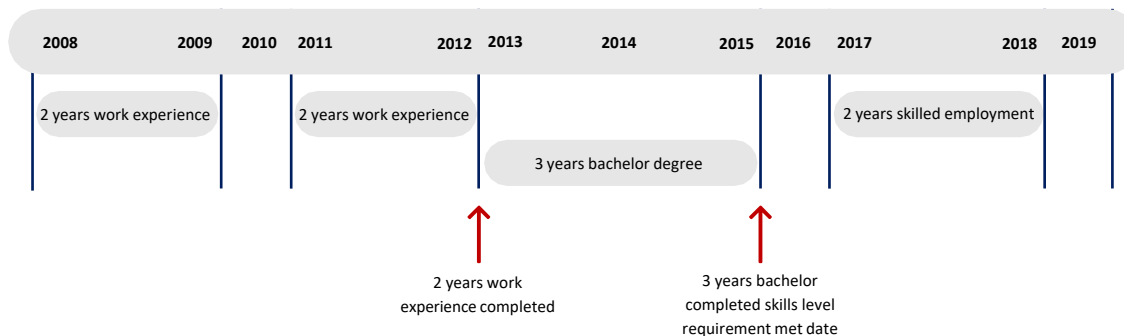 2008 2009 2010 2011 2012 2013 2014 2015 2016 2017 2018 2019
2 years work experience 2 years work experience 2 years skilled employment
3 years bachelor degree
2 years work
experience completed
3 years bachelor
completed skills level
requirement met date